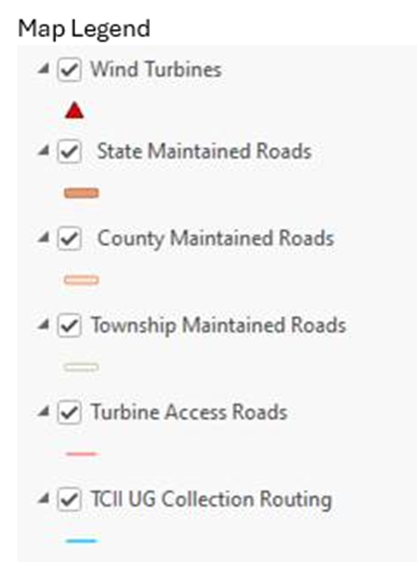 Map Legend
Wind Turbines
State Maintained Roads
County Maintained Roads
Township Maintained Roads
Turbine Access Roads
TCII UG Collection Routing